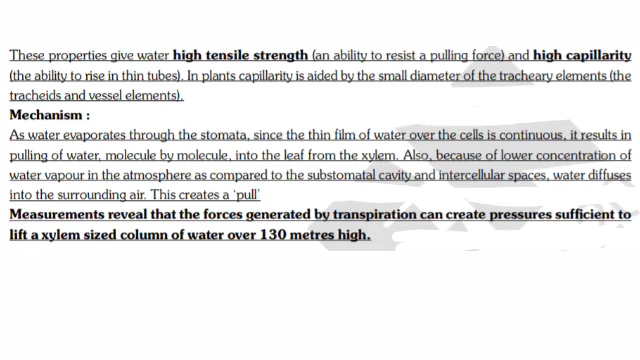 These properties give water high tensile strength (an ability to resist a pulling force) and high capillarity
(the ability to rise in thin tubes). In plants capillarity is aided by the small diameter of the tracheary elements (the
tracheids and vessel elements).
Mechanism :
As water evaporates through the stomata, since the thin film of water over the cells is continuous, it results in
pulling of water, molecule by molecule, into the leaf from the xylem. Also, because of lower concentration of
water vapour in the atmosphere as compared to the substomatal cavity and intercellular spaces, water diffuses
into the surrounding air. This creates a ‘pull’
Measurements reveal that the forces generated by transpiration can create pressures sufficient to
lift a xylem sized column of water over 130 metres high.